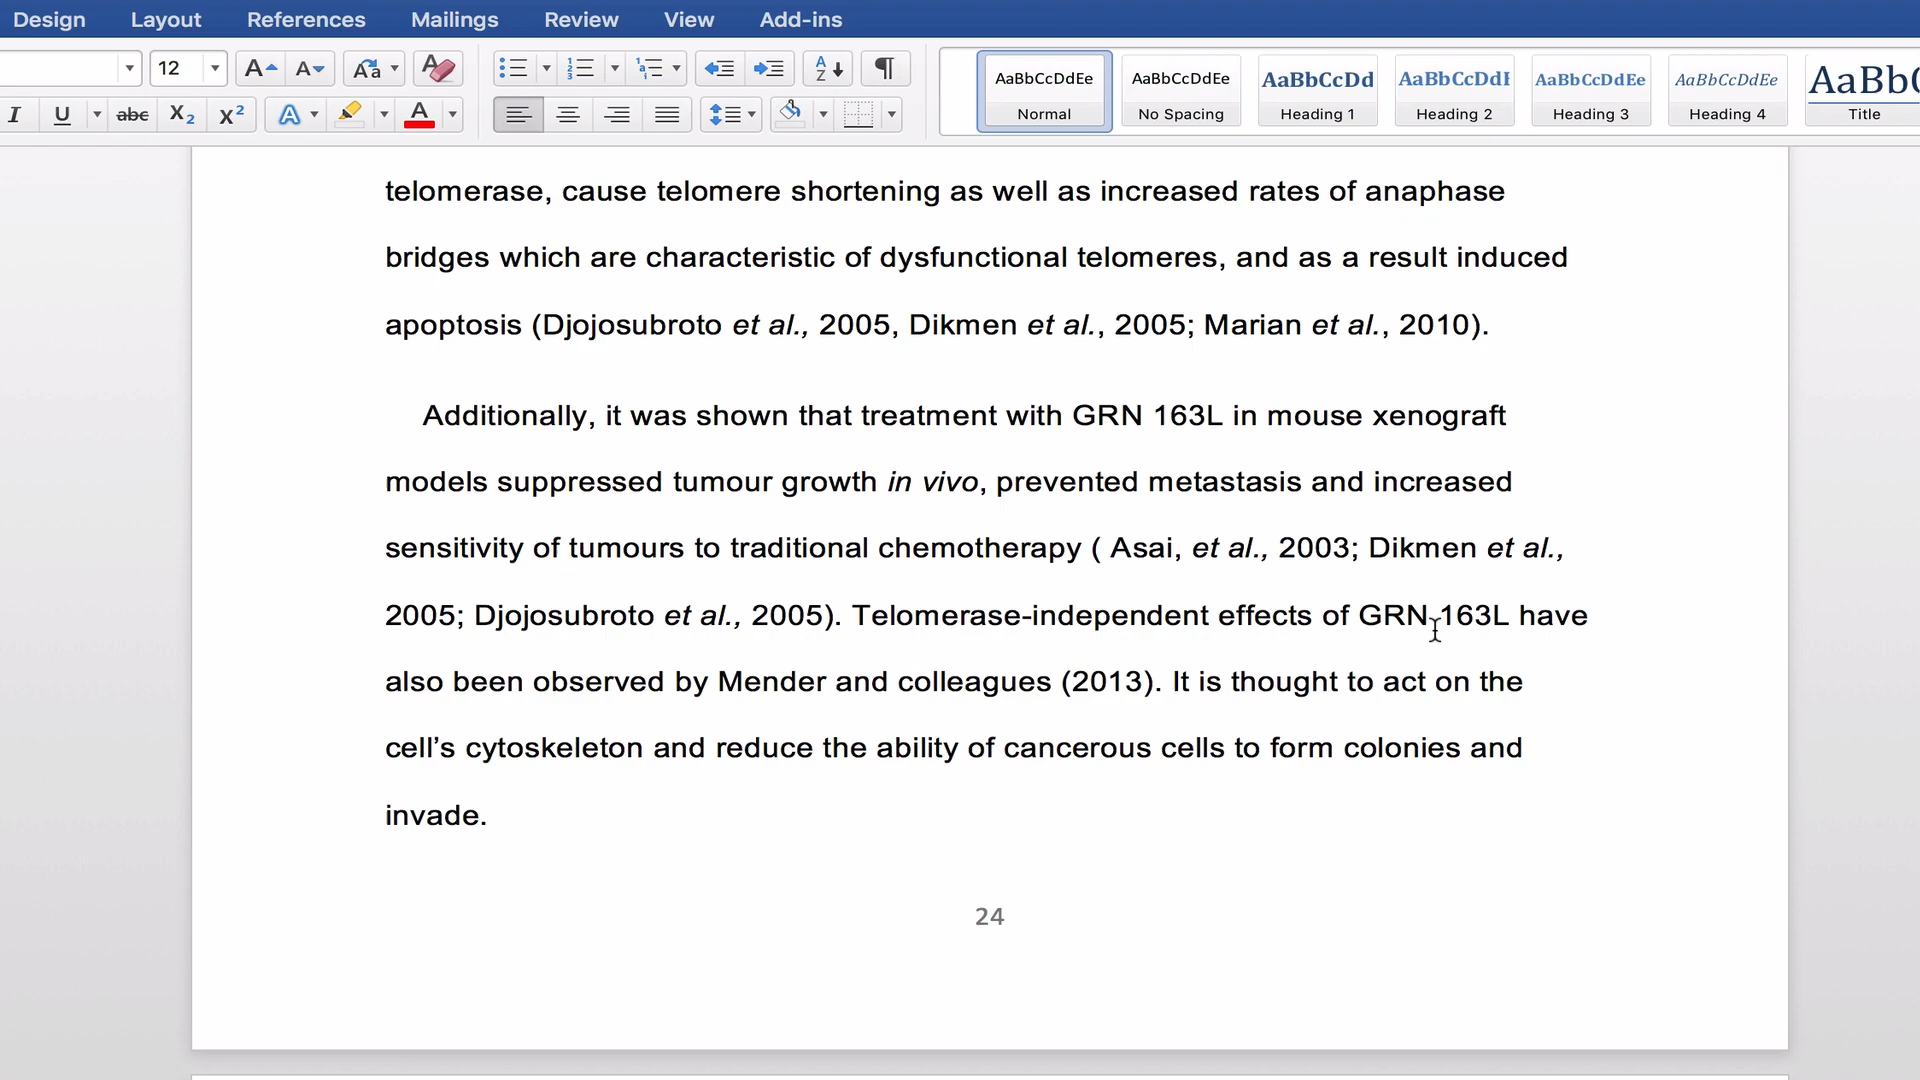 Design Layout References Mailings Review View Add-ins
12 A A Aa A A Z ¶
I U abc X2 X2 A A
AaBbCcDdEe AaBbCcDdEe AaBbCcDd AaBbCcDdE AaBbCcDdEe AaBbCcDdEe AaBbC
Normal No Spacing Heading 1 Heading 2 Heading 3 Heading 4 Title
telomerase, cause telomere shortening as well as increased rates of anaphase
bridges which are characteristic of dysfunctional telomeres, and as a result induced
apoptosis (Djojosubroto et al., 2005, Dikmen et al., 2005; Marian et al., 2010).
Additionally, it was shown that treatment with GRN 163L in mouse xenograft
models suppressed tumour growth in vivo, prevented metastasis and increased
sensitivity of tumours to traditional chemotherapy ( Asai, et al., 2003; Dikmen et al.,
2005; Djojosubroto et al., 2005). Telomerase-independent effects of GRN 163L have
also been observed by Mender and colleagues (2013). It is thought to act on the
cell’s cytoskeleton and reduce the ability of cancerous cells to form colonies and
invade.
24